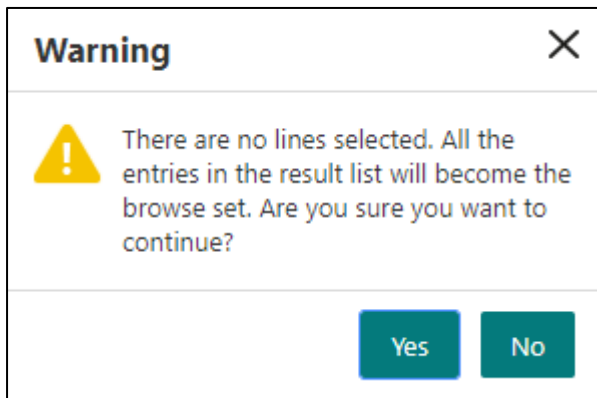 Warning
There are no lines selected. All the
entries in the result list will become the
browse set. Are you sure you want to
continue?
Yes No